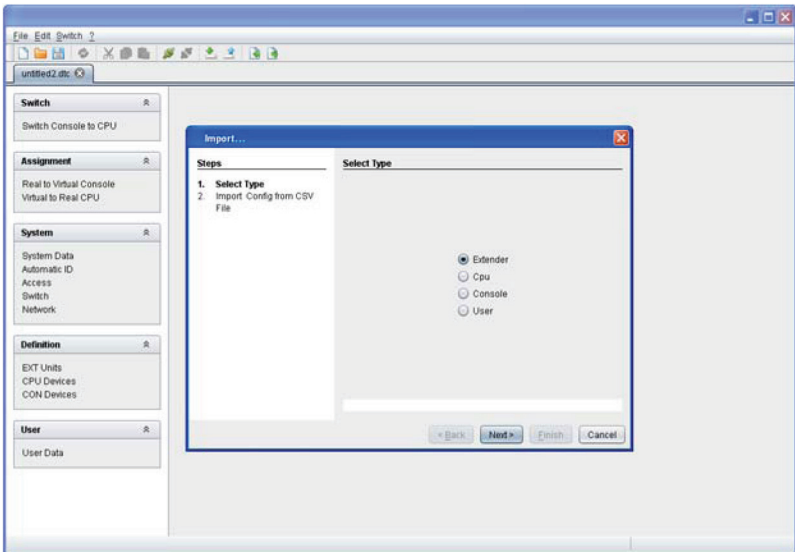 File Edit Switch ?
untitled2.dtc
Switch
Switch Console to CPU
Assignment
Real to Virtual Console
Virtual to Real CPU
System
System Data
Automatic ID
Access
Switch
Network
Definition
EXT Units
CPU Devices
CON Devices
User
User Data
Import...
Steps
1. Select Type
2. Import Config from CSV
File
Select Type
Extender
Cpu
Console
User
< Back Next > Finish Cancel